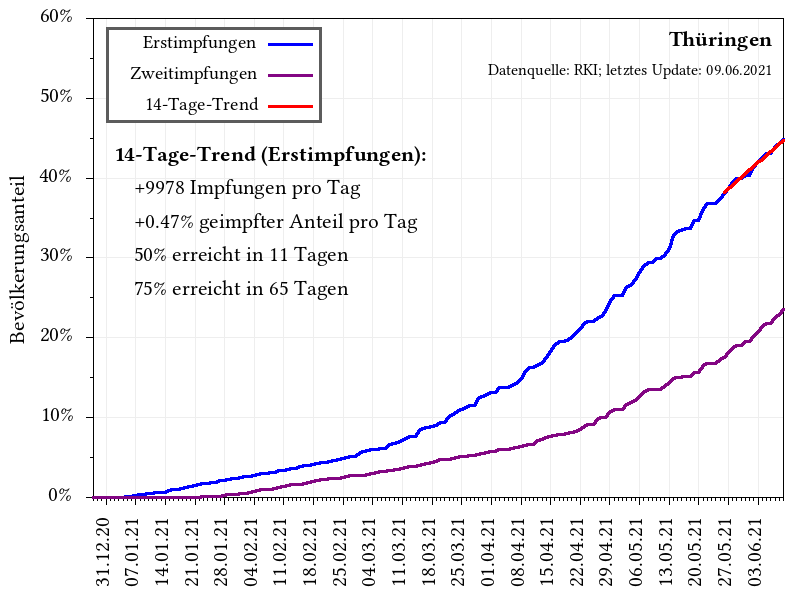 60%
50%
40%
30%
20%
10%
0%
Bevölkerungsanteil
Erstimpfungen
Zweitimpfungen
14-Tage-Trend
Thüringen
Datenquelle: RKI; letztes Update: 09.06.2021
14-Tage-Trend (Erstimpfungen):
+9978 Impfungen pro Tag
+0.47% geimpfter Anteil pro Tag
50% erreicht in 11 Tagen
75% erreicht in 65 Tagen
31.12.20
07.01.21
14.01.21
21.01.21
28.01.21
04.02.21
11.02.21
18.02.21
25.02.21
04.03.21
11.03.21
18.03.21
25.03.21
01.04.21
08.04.21
15.04.21
22.04.21
29.04.21
06.05.21
13.05.21
20.05.21
27.05.21
03.06.21